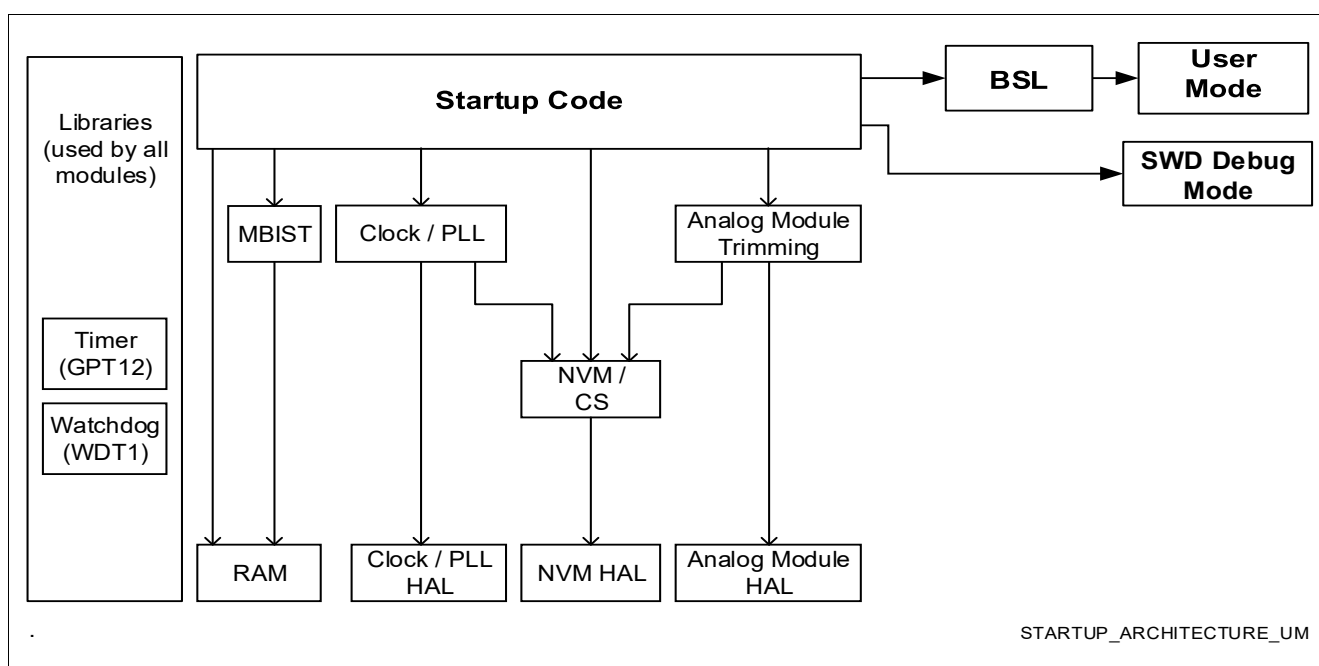 Startup Code
BSL
User
Mode
SWD Debug
Mode
Libraries
(used by all
modules)
MBIST
Clock / PLL
Analog Module
Trimming
Timer
(GPT12)
Watchdog
(WDT1)
NVM /
CS
RAM
Clock / PLL
HAL
NVM HAL
Analog Module
HAL
.
STARTUP_ARCHITECTURE_UM